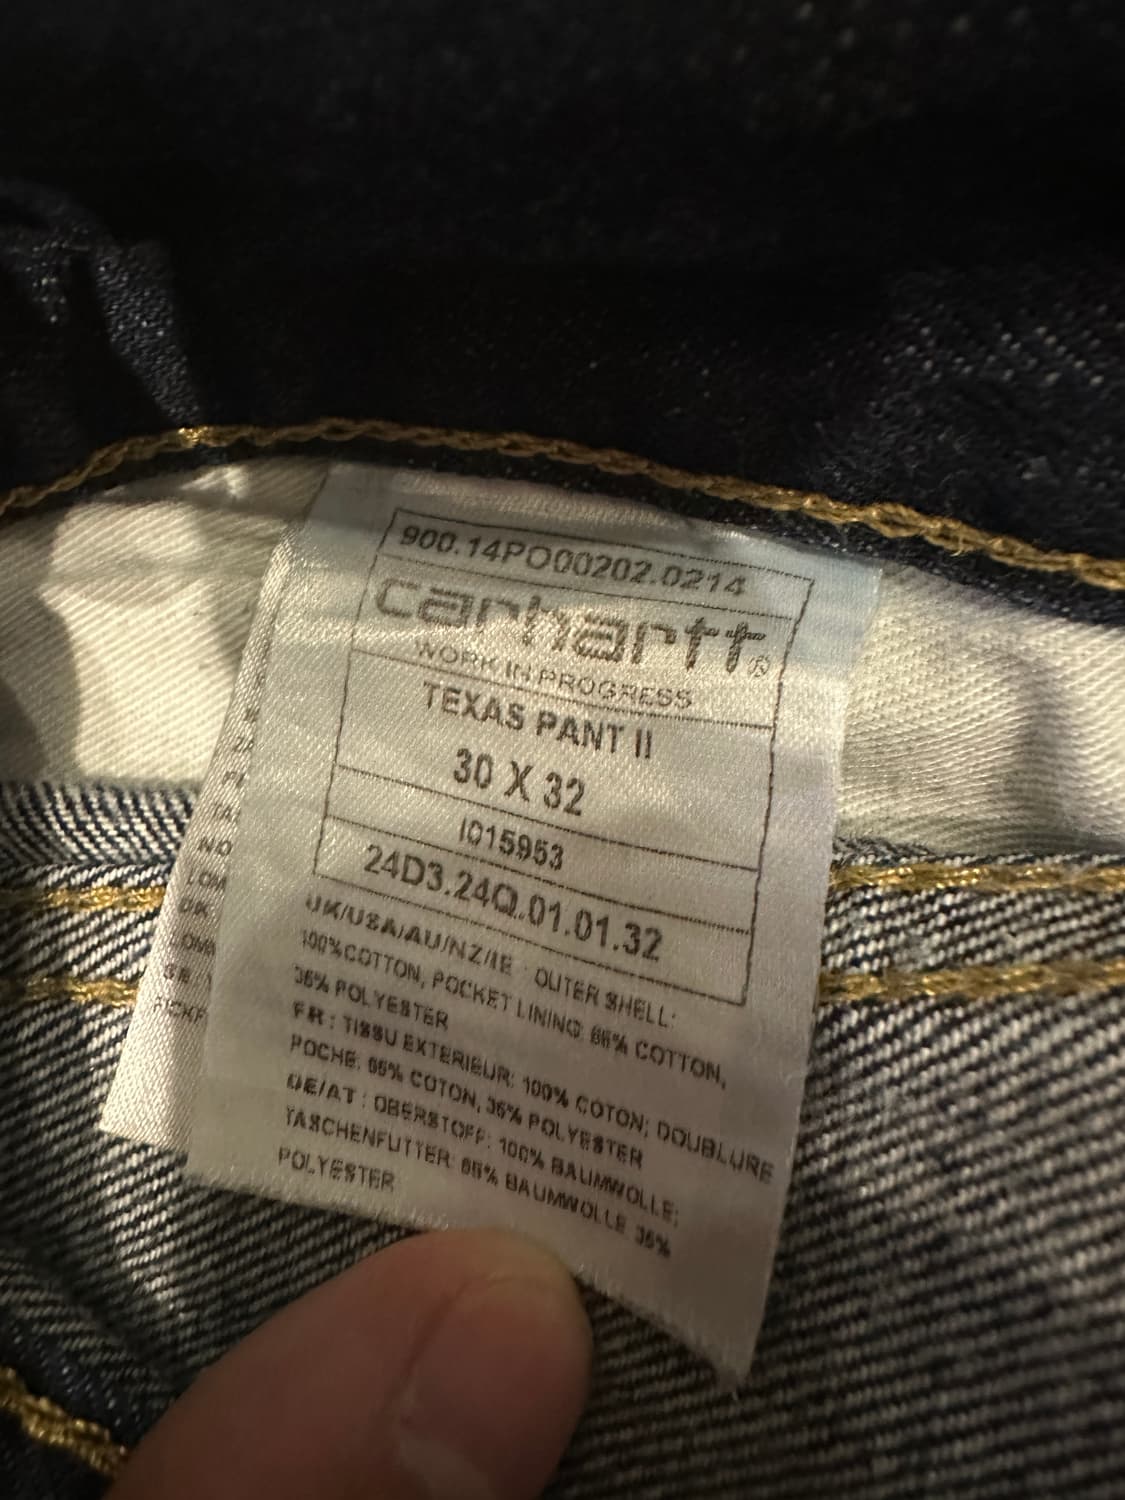 900.14PO00202.0214
carhartt®
WORK IN PROGRESS
TEXAS PANT II
30 X 32
I015953
24D3.24Q.01.01.32
UK/USA/AU/NZ/IE : OUTER SHELL:
100%COTTON, POCKET LINING: 65% COTTON,
35% POLYESTER
FR : TISSU EXTERIEUR: 100% COTON; DOUBLURE
POCHE: 65% COTON, 35% POLYESTER
DE/AT : OBERSTOFF: 100% BAUMWOLLE;
TASCHENFUTTER: 65% BAUMWOLLE 35%
POLYESTER
NO